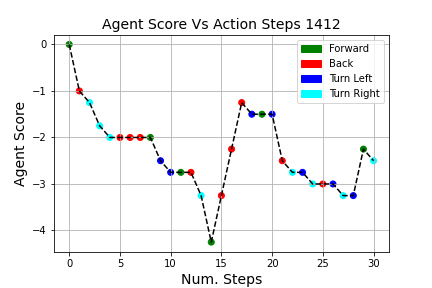 Agent Score Vs Action Steps 1412
Forward
Back
Turn Left
Turn Right
Agent Score
0
−1
−2
−3
−4
0 5 10 15 20 25 30
Num. Steps